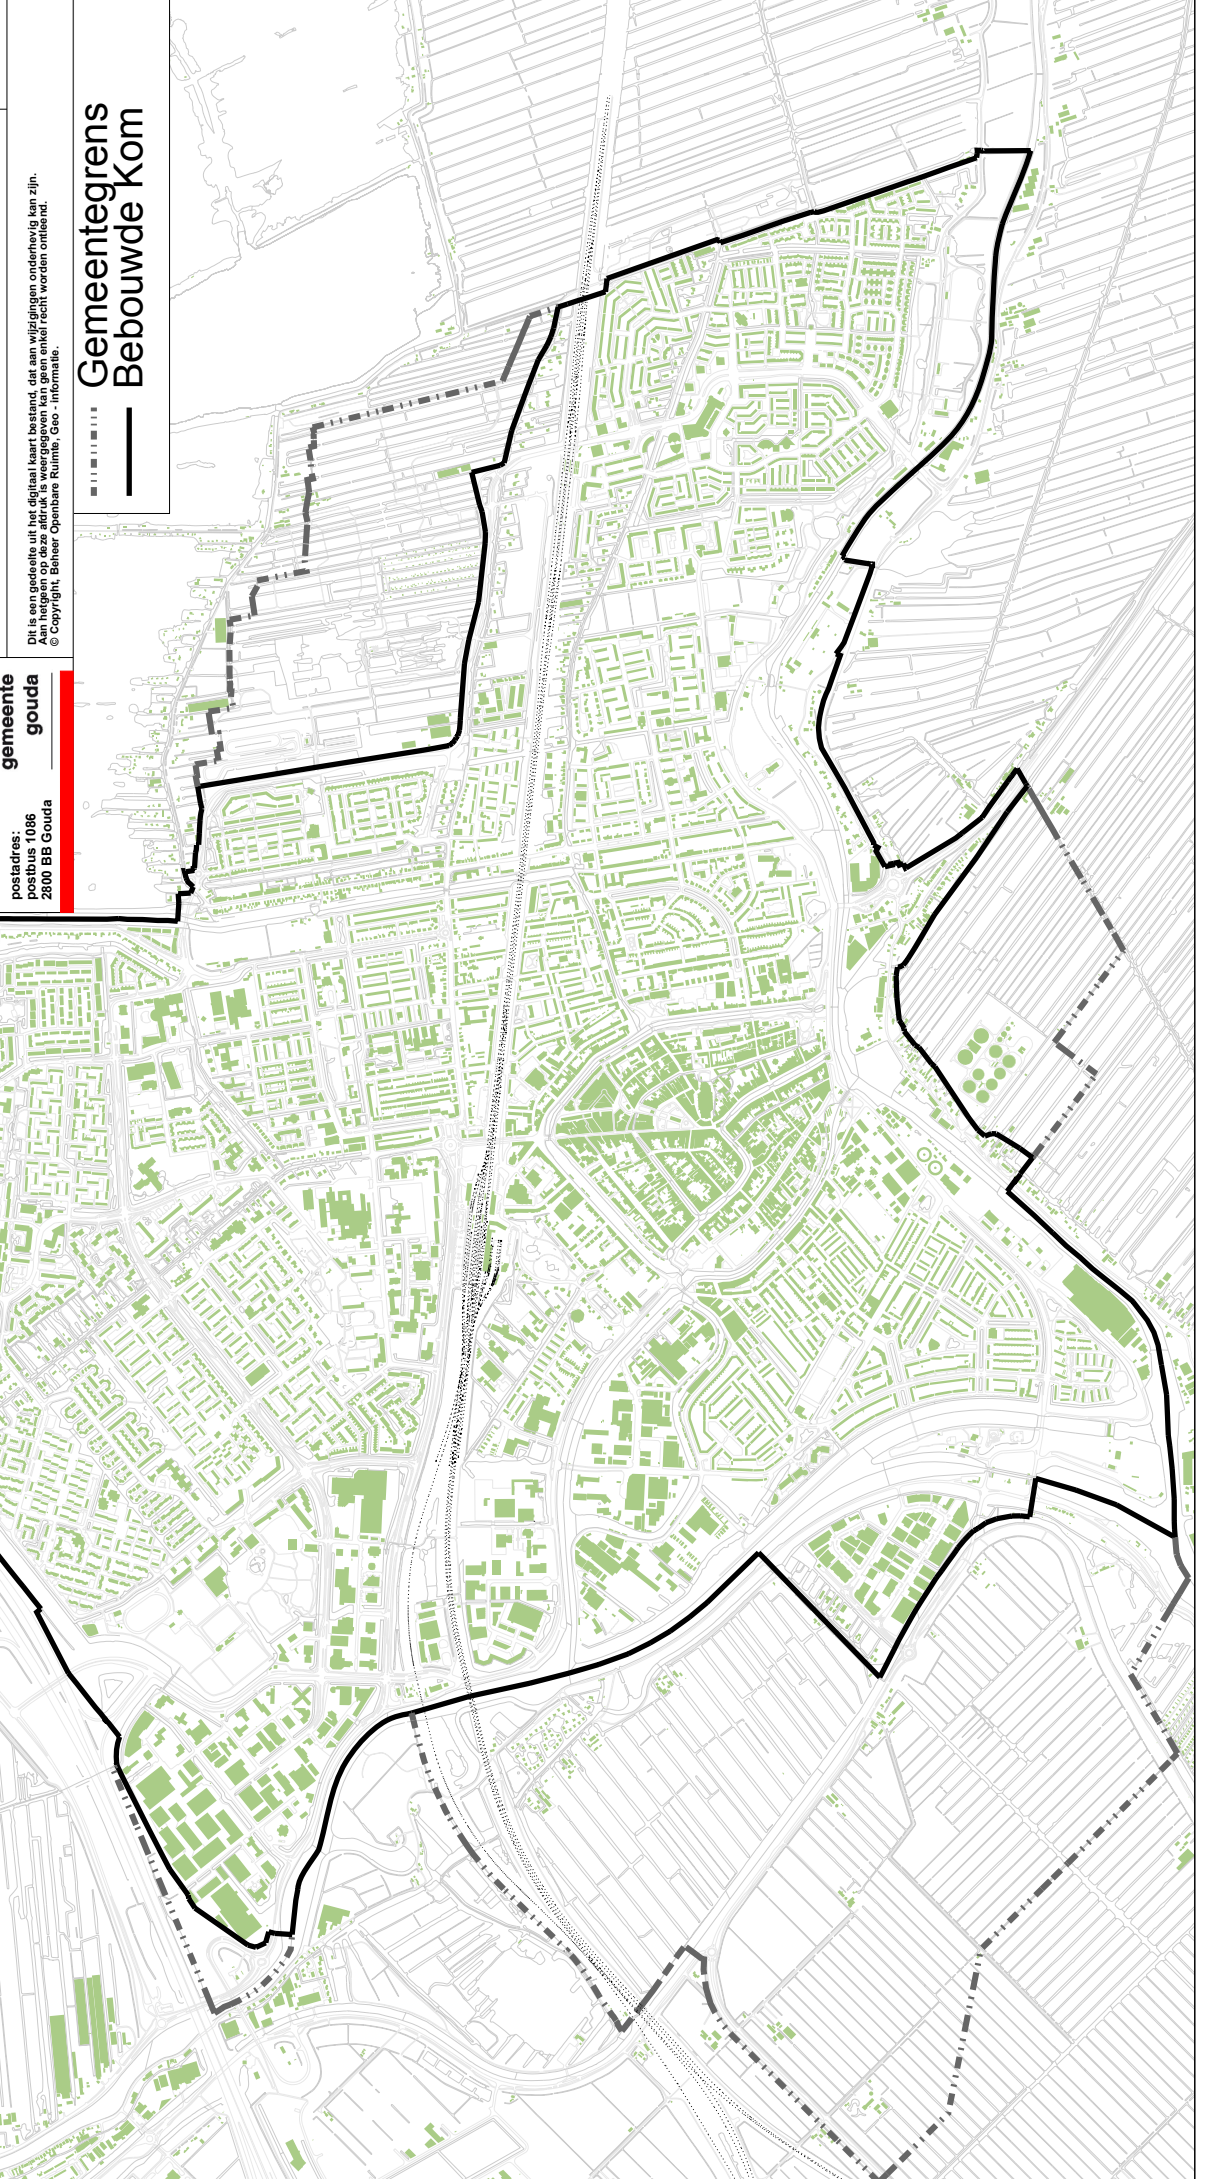 Gemeentegrens
Bebouwde Kom
Dit is een gedeelte uit het digitaal kaart bestand, dat aan wijzigingen onderhevig kan zijn.
Aan hetgeen op deze afdruk is weergegeven kan geen enkel recht worden ontleend.
© Copyright, Beheer Openbare Ruimte, Geo - informatie.
gemeente
gouda
postadres:
postbus 1086
2800 BB Gouda